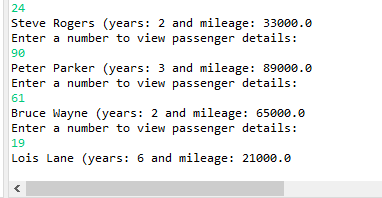 24
Steve Rogers (years: 2 and mileage: 33000.0
Enter a number to view passenger details:
90
Peter Parker (years: 3 and mileage: 89000.0
Enter a number to view passenger details:
61
Bruce Wayne (years: 2 and mileage: 65000.0
Enter a number to view passenger details:
19
Lois Lane (years: 6 and mileage: 21000.0